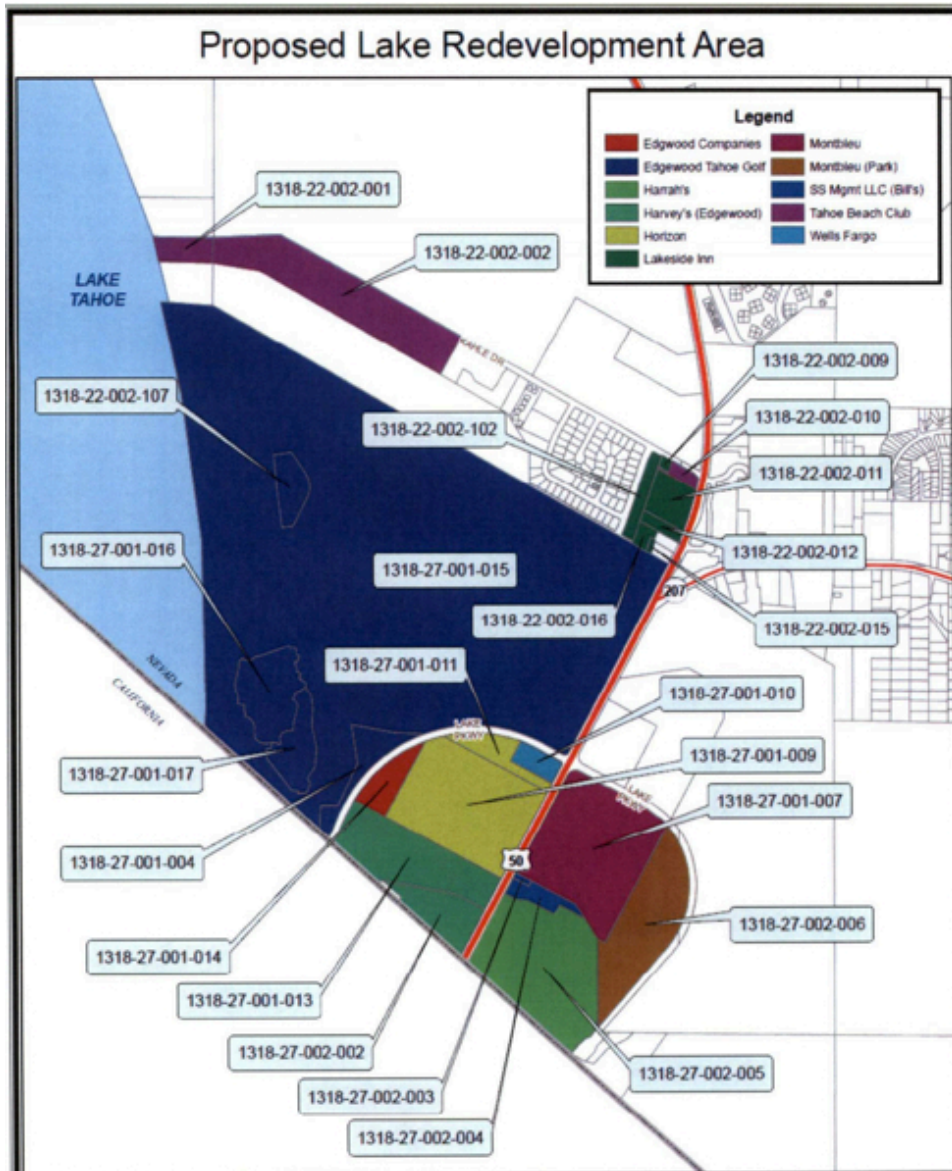 Proposed Lake Redevelopment Area
Legend
Edgwood Companies
Edgewood Tahoe Golf
Harrah's
Harvey's (Edgewood)
Horizon
Lakeside Inn
Montbleu
Montbleu (Park)
SS Mgmt LLC (Bill's)
Tahoe Beach Club
Wells Fargo
1318-22-002-001
1318-22-002-002
LAKE
TAHOE
KAHLE DR
1318-22-002-009
1318-22-002-107
1318-22-002-010
1318-22-002-102
1318-22-002-011
1318-27-001-016
1318-22-002-012
1318-27-001-015
207
1318-22-002-016
1318-22-002-015
1318-27-001-011
NEVADA
CALIFORNIA
1318-27-001-010
LAKE
PKWY
1318-27-001-009
1318-27-001-017
LAKE
PKWY
1318-27-001-007
1318-27-001-004
50
1318-27-002-006
1318-27-001-014
1318-27-001-013
1318-27-002-002
1318-27-002-005
1318-27-002-003
1318-27-002-004